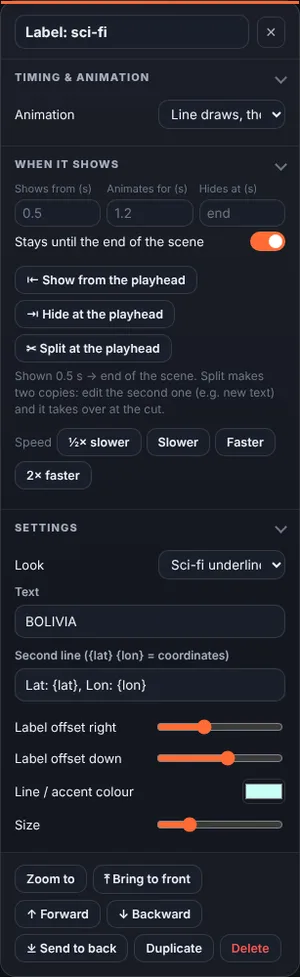 Label: sci-fi ✕
TIMING & ANIMATION
Animation Line draws, the
WHEN IT SHOWS
Shows from (s) Animates for (s) Hides at (s)
0.5 1.2 end
Stays until the end of the scene
⇤ Show from the playhead
⇥ Hide at the playhead
✂ Split at the playhead
Shown 0.5 s → end of the scene. Split makes
two copies: edit the second one (e.g. new text)
and it takes over at the cut.
Speed ½× slower Slower Faster
2× faster
SETTINGS
Look Sci-fi underline
Text
BOLIVIA
Second line ({lat} {lon} = coordinates)
Lat: {lat}, Lon: {lon}
Label offset right
Label offset down
Line / accent colour
Size
Zoom to ⤒ Bring to front
↑ Forward ↓ Backward
⤓ Send to back Duplicate Delete